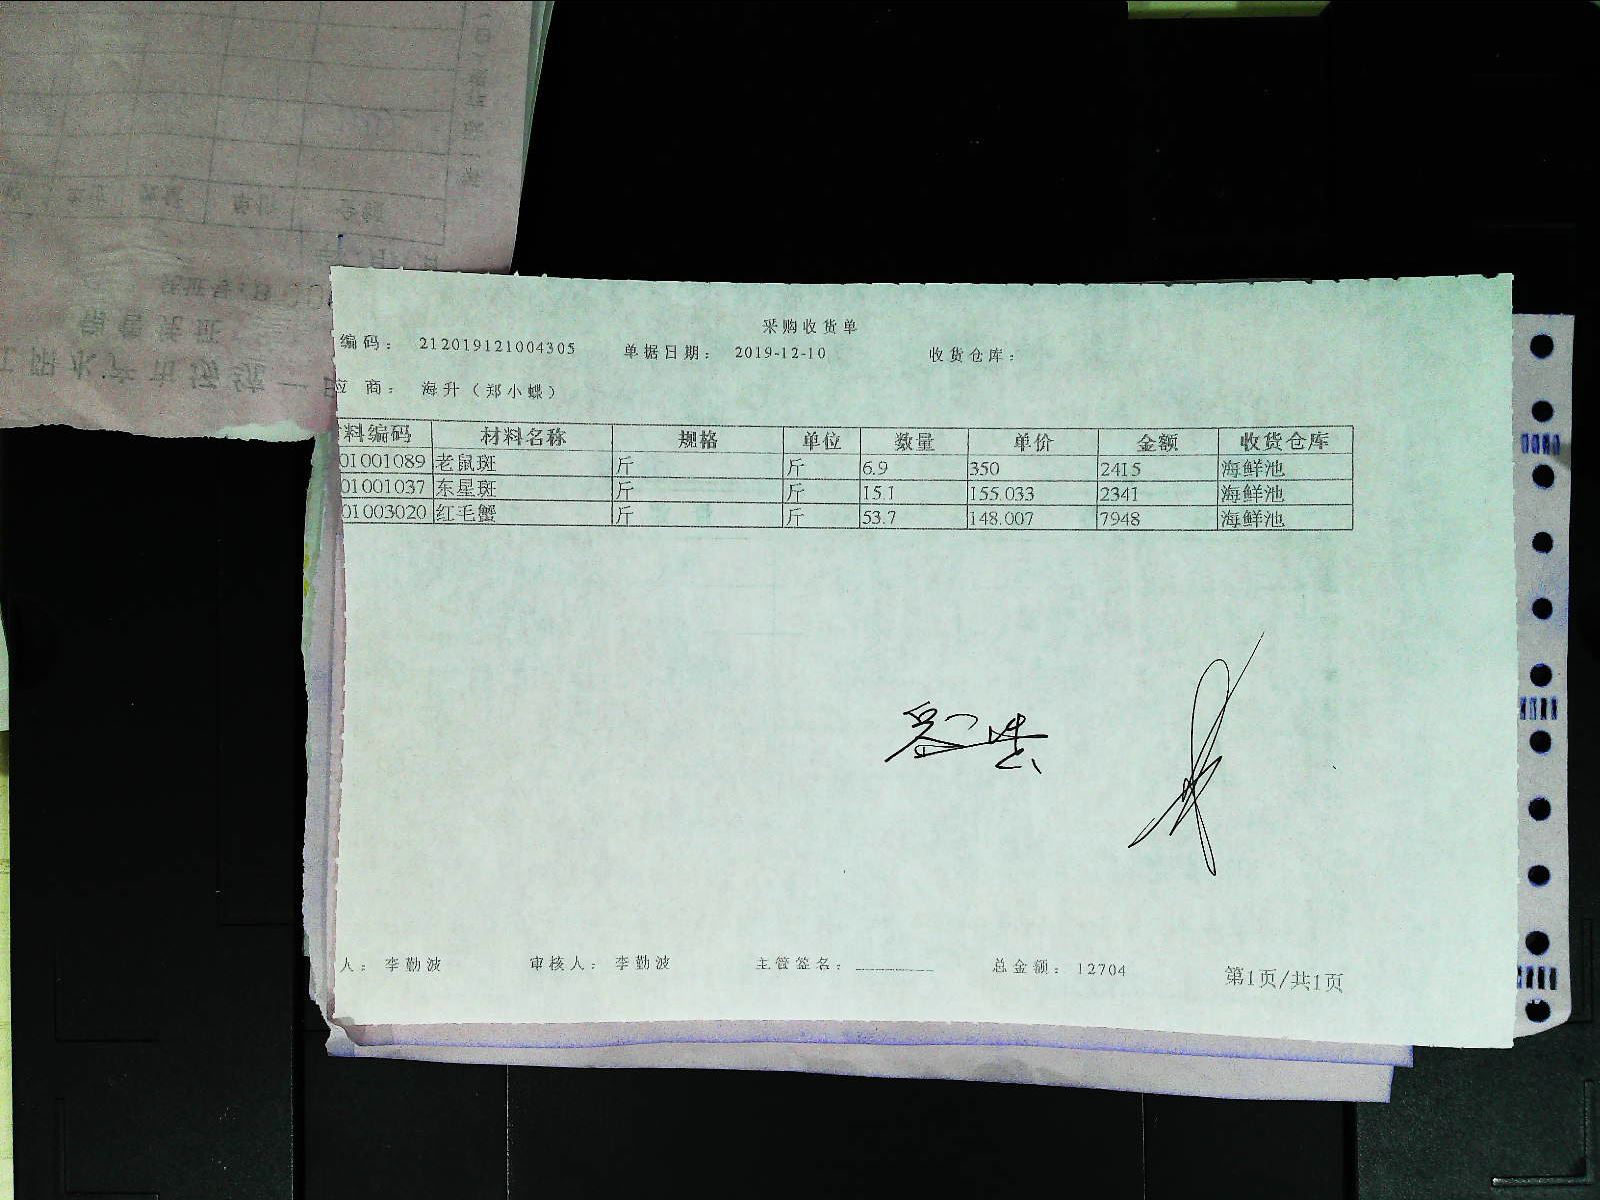 采购收货单
编码： 212019121004305 单据日期： 2019-12-10 收货仓库：
应 商： 海升（郑小蝶）
料编码 材料名称 规格 单位 数量 单价 金额 收货仓库
01001089 老鼠斑 斤 斤 6.9 350 2415 海鲜池
01001037 东星斑 斤 斤 15.1 155.033 2341 海鲜池
01003020 红毛蟹 斤 斤 53.7 148.007 7948 海鲜池
人： 李勤波 审核人： 李勤波 主管签名： 总金额： 12704 第1页/共1页